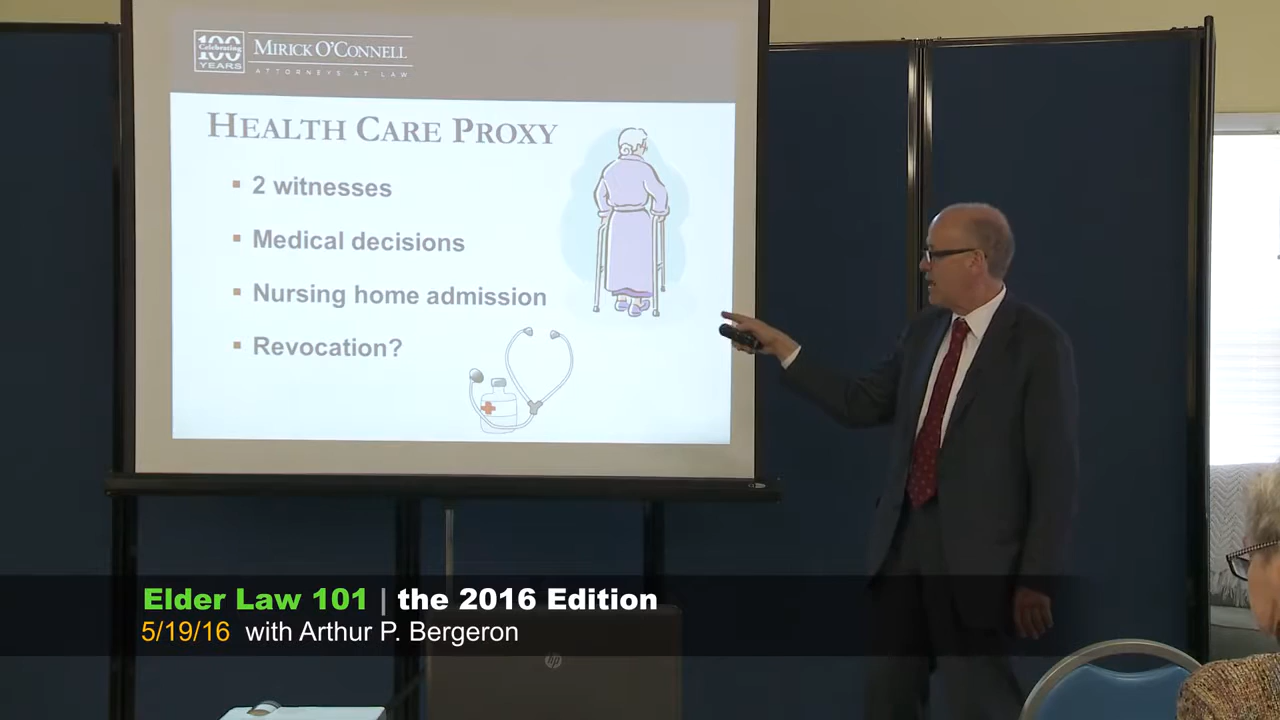 Celebrating
100
YEARS
MIRICK O'CONNELL
ATTORNEYS AT LAW
HEALTH CARE PROXY
▪ 2 witnesses
▪ Medical decisions
▪ Nursing home admission
▪ Revocation?
Elder Law 101 | the 2016 Edition
5/19/16 with Arthur P. Bergeron
hp